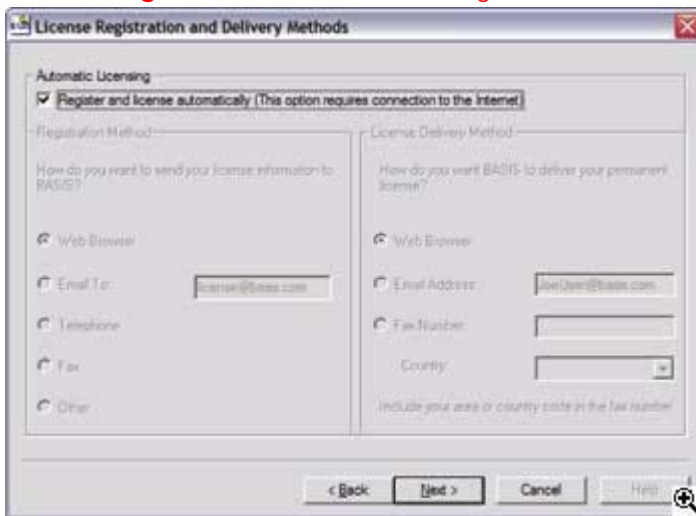 License Registration and Delivery Methods
Automatic Licensing
Register and license automatically (This option requires connection to the Internet)
Registration Method
How do you want to send your license information to
BASIS?
Web Browser
Email To:
license@basis.com
Telephone
Fax
Other
License Delivery Method
How do you want BASIS to deliver your permanent
license?
Web Browser
Email Address:
JoeUser@basis.com
Fax Number:
Country:
Include your area or country code in the fax number
< Back
Next >
Cancel
Help